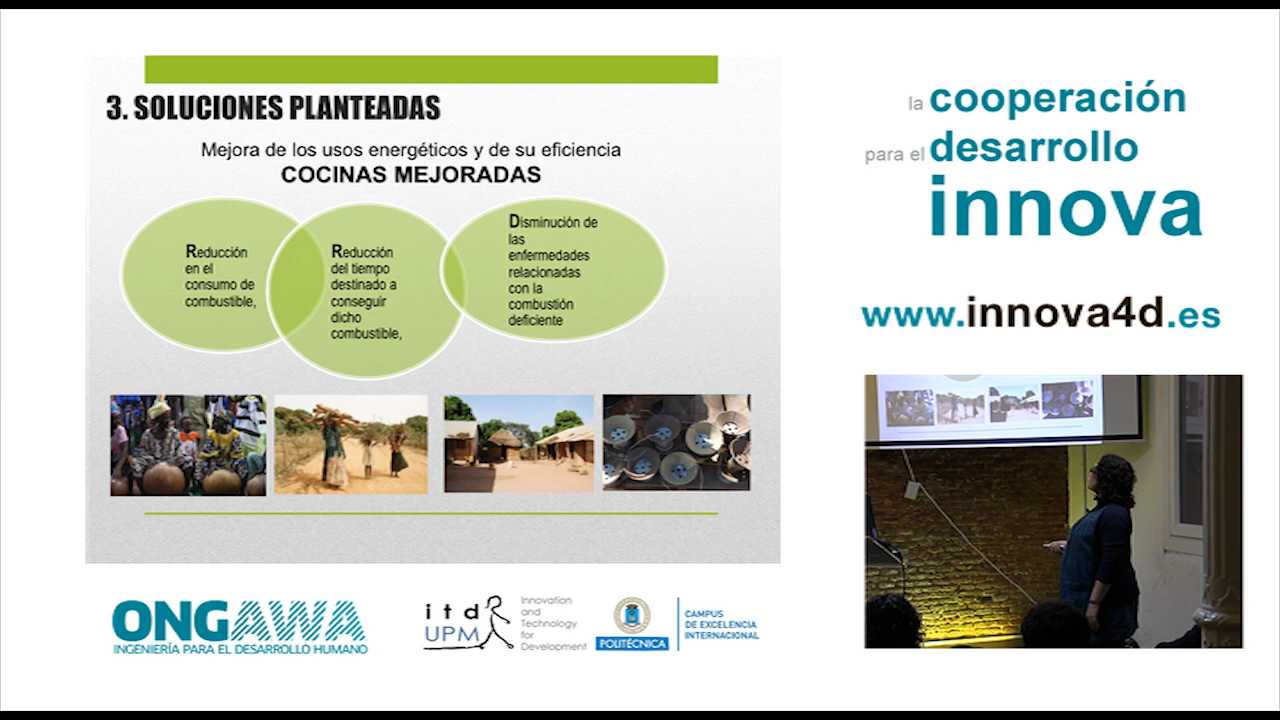 3. SOLUCIONES PLANTEADAS
Mejora de los usos energéticos y de su eficiencia
COCINAS MEJORADAS
Reducción
en el
consumo de
combustible,
Reducción
del tiempo
destinado a
conseguir
dicho
combustible,
Disminución de
las
enfermedades
relacionadas
con la
combustión
deficiente
la cooperación
para el desarrollo
innova
www.innova4d.es
ONGAWA
INGENIERÍA PARA EL DESARROLLO HUMANO
itd
UPM
Innovation
and
Technology
for
Development
POLITÉCNICA
CAMPUS
DE EXCELENCIA
INTERNACIONAL